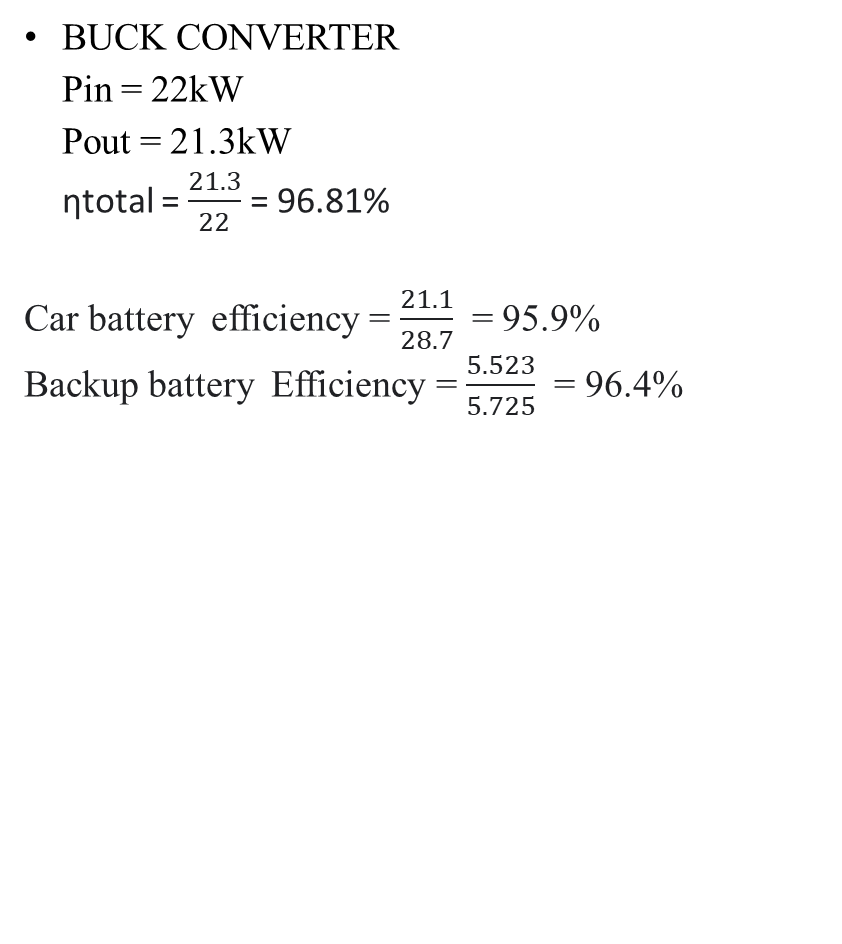 • BUCK CONVERTER
Pin = 22kW
Pout = 21.3kW
ηtotal = 21.3/22 = 96.81%
Car battery efficiency = 21.1/28.7 = 95.9%
Backup battery Efficiency = 5.523/5.725 = 96.4%